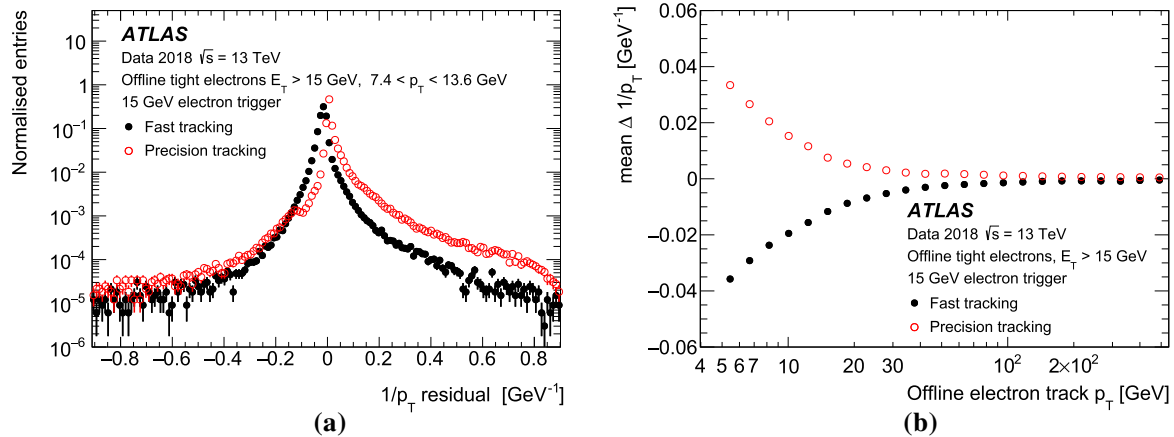 Normalised entries
10
1
10⁻¹
10⁻²
10⁻³
10⁻⁴
10⁻⁵
10⁻⁶
ATLAS
Data 2018 √s = 13 TeV
Offline tight electrons E_T > 15 GeV, 7.4 < p_T < 13.6 GeV
15 GeV electron trigger
Fast tracking
Precision tracking
−0.8 −0.6 −0.4 −0.2 0 0.2 0.4 0.6 0.8
1/p_T residual [GeV⁻¹]
(a)
mean Δ 1/p_T [GeV⁻¹]
0.06
0.04
0.02
0
−0.02
−0.04
−0.06
ATLAS
Data 2018 √s = 13 TeV
Offline tight electrons, E_T > 15 GeV
15 GeV electron trigger
Fast tracking
Precision tracking
4 5 6 7 10 20 30 10² 2×10²
Offline electron track p_T [GeV]
(b)